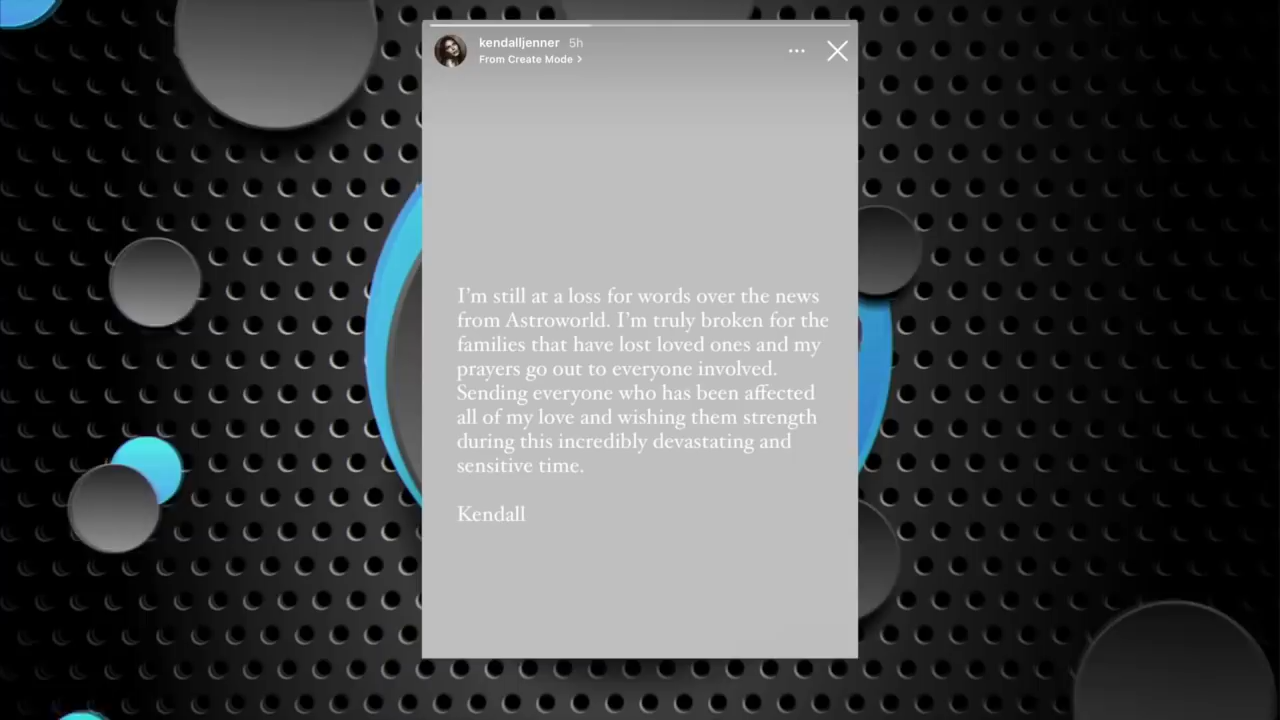 kendalljenner 5h
From Create Mode >
I'm still at a loss for words over the news
from Astroworld. I'm truly broken for the
families that have lost loved ones and my
prayers go out to everyone involved.
Sending everyone who has been affected
all of my love and wishing them strength
during this incredibly devastating and
sensitive time.
Kendall